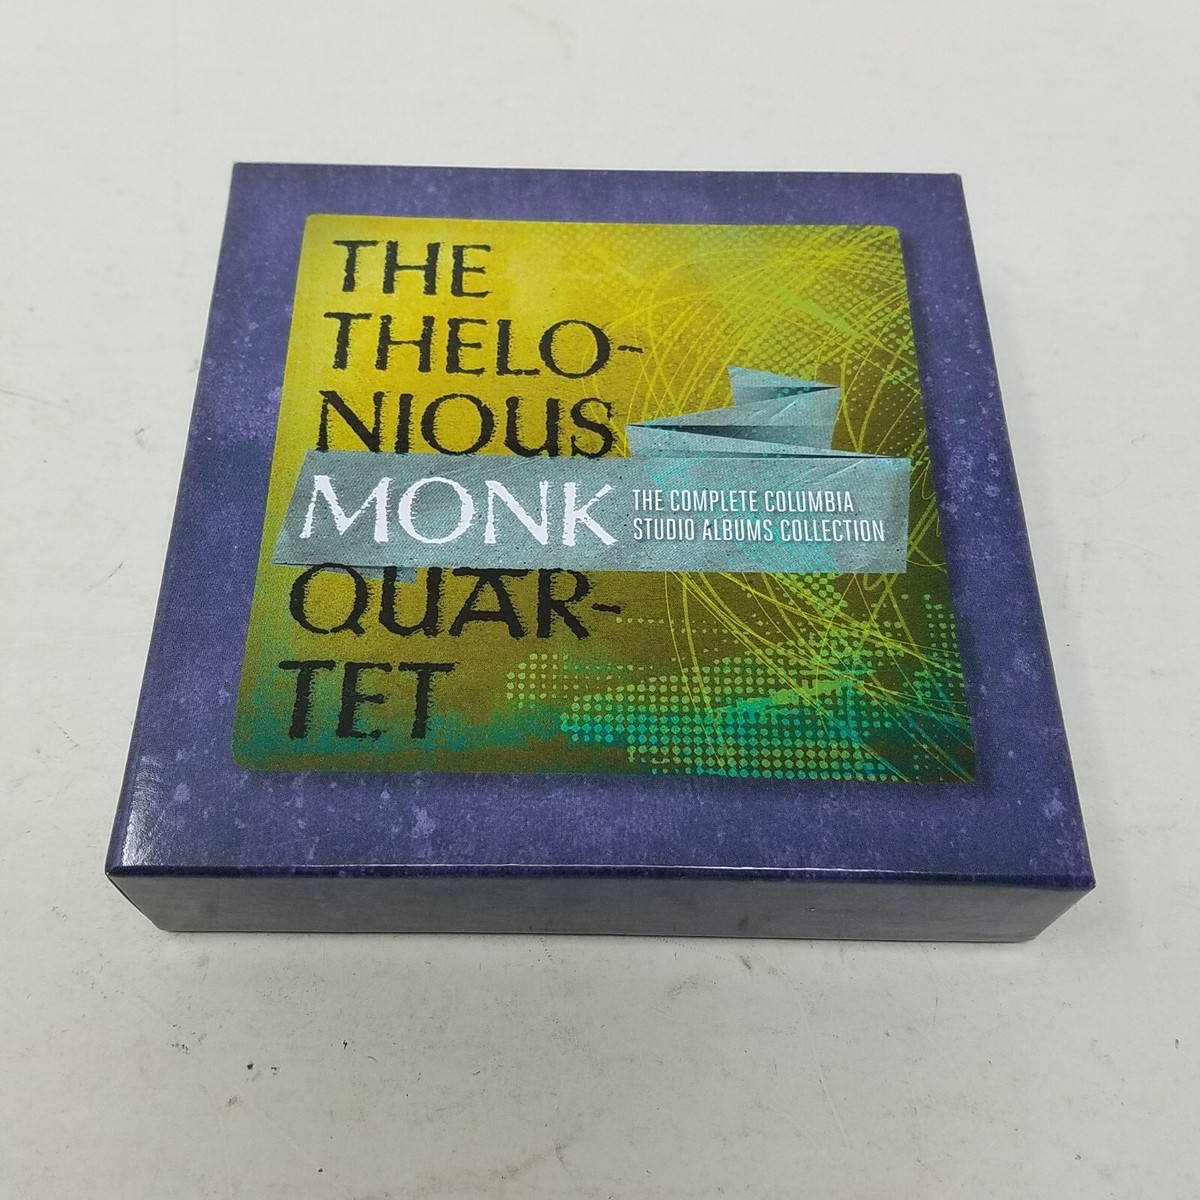 THE
THELO-
NIOUS
MONK
THE COMPLETE COLUMBIA
STUDIO ALBUMS COLLECTION
QUAR-
TET